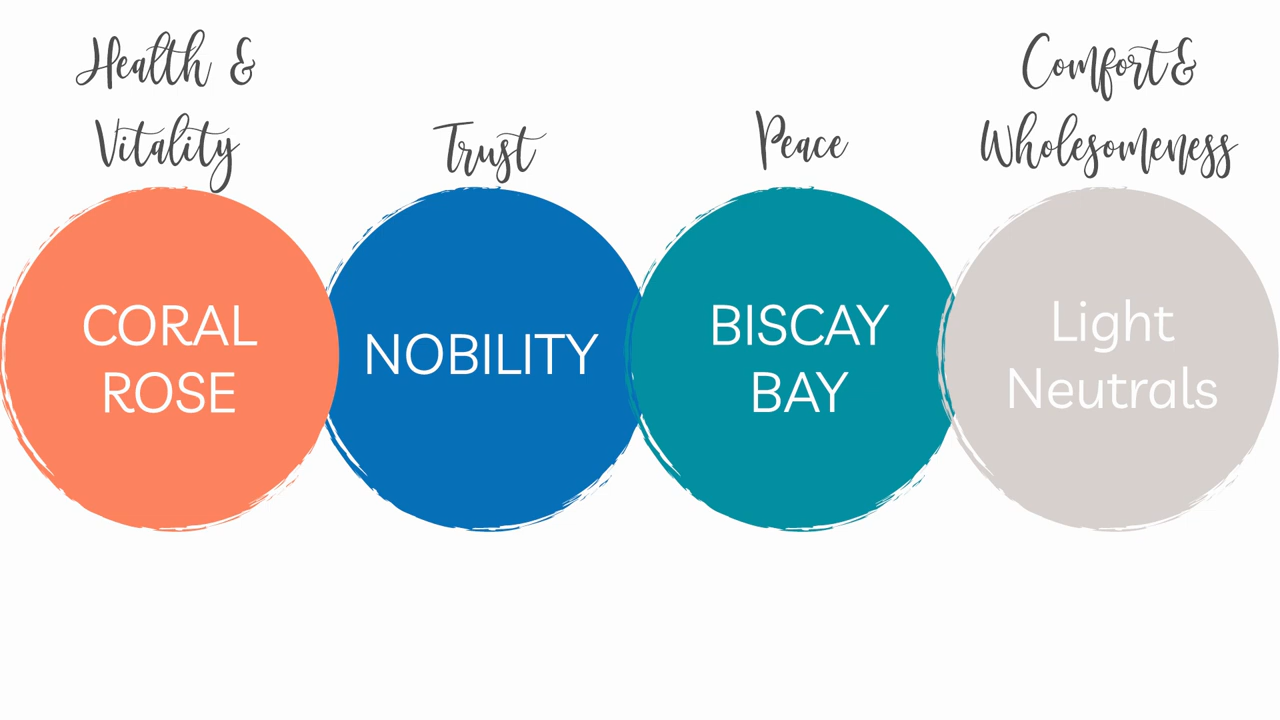 Health &
Vitality
Trust
Peace
Comfort &
Wholesomeness
CORAL
ROSE
NOBILITY
BISCAY
BAY
Light
Neutrals